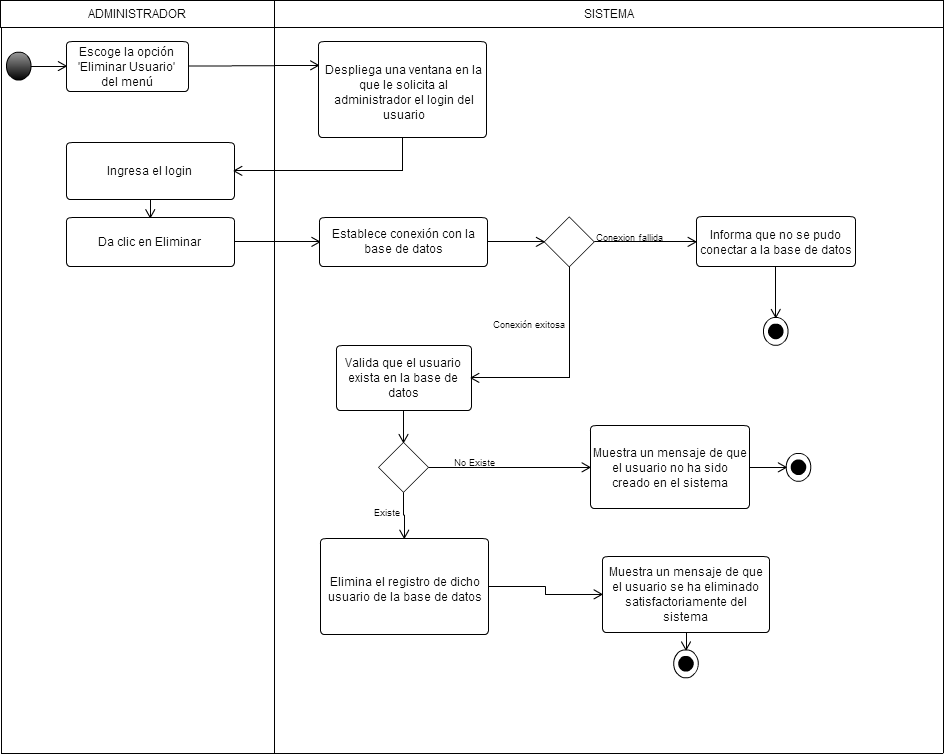 ADMINISTRADOR
SISTEMA
Escoge la opción
'Eliminar Usuario'
del menú
Despliega una ventana en la
que le solicita al
administrador el login del
usuario
Ingresa el login
Da clic en Eliminar
Establece conexión con la
base de datos
Conexion fallida
Informa que no se pudo
conectar a la base de datos
Conexión exitosa
Valida que el usuario
exista en la base de
datos
No Existe
Muestra un mensaje de que
el usuario no ha sido
creado en el sistema
Existe
Elimina el registro de dicho
usuario de la base de datos
Muestra un mensaje de que
el usuario se ha eliminado
satisfactoriamente del
sistema